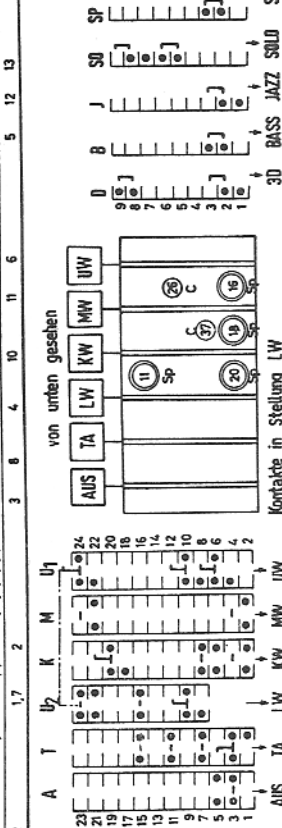 1,7 2 3 8 4 10 11 6 5 12 13
A T U2 K M U1 von unten gesehen D B J SO SP
AUS TA LW KW MW UW
23 24 9
21 22 8
19 20 7
17 18 6
15 16 5
13 14 4
11 12 3
9 10 2
7 8 1
5 6
3 4
1 2
11 Sp
26 C
C 37
20 Sp 18 Sp 16 Sp
AUS TA LW KW MW UW Kontakte in Stellung LW 3D BASS JAZZ SOLO